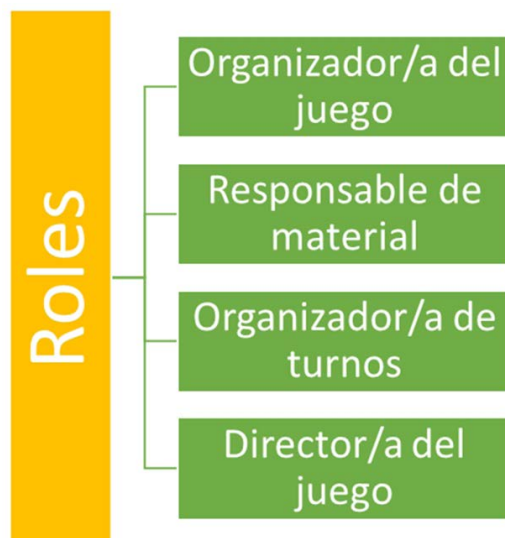 Roles
Organizador/a del
juego
Responsable de
material
Organizador/a de
turnos
Director/a del
juego